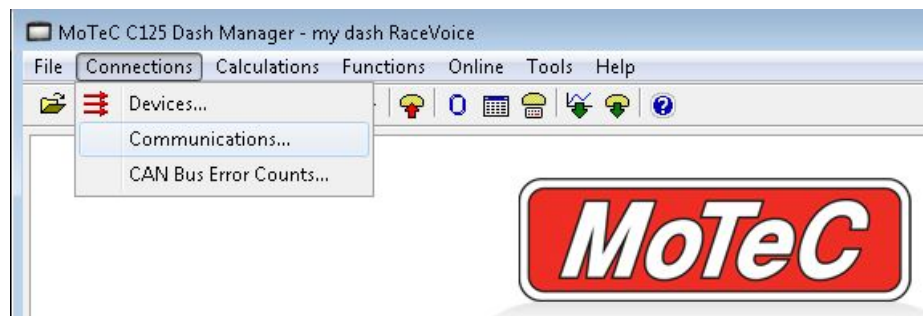 MoTeC C125 Dash Manager - my dash RaceVoice
File Connections Calculations Functions Online Tools Help
Devices...
Communications...
CAN Bus Error Counts...
MoTeC